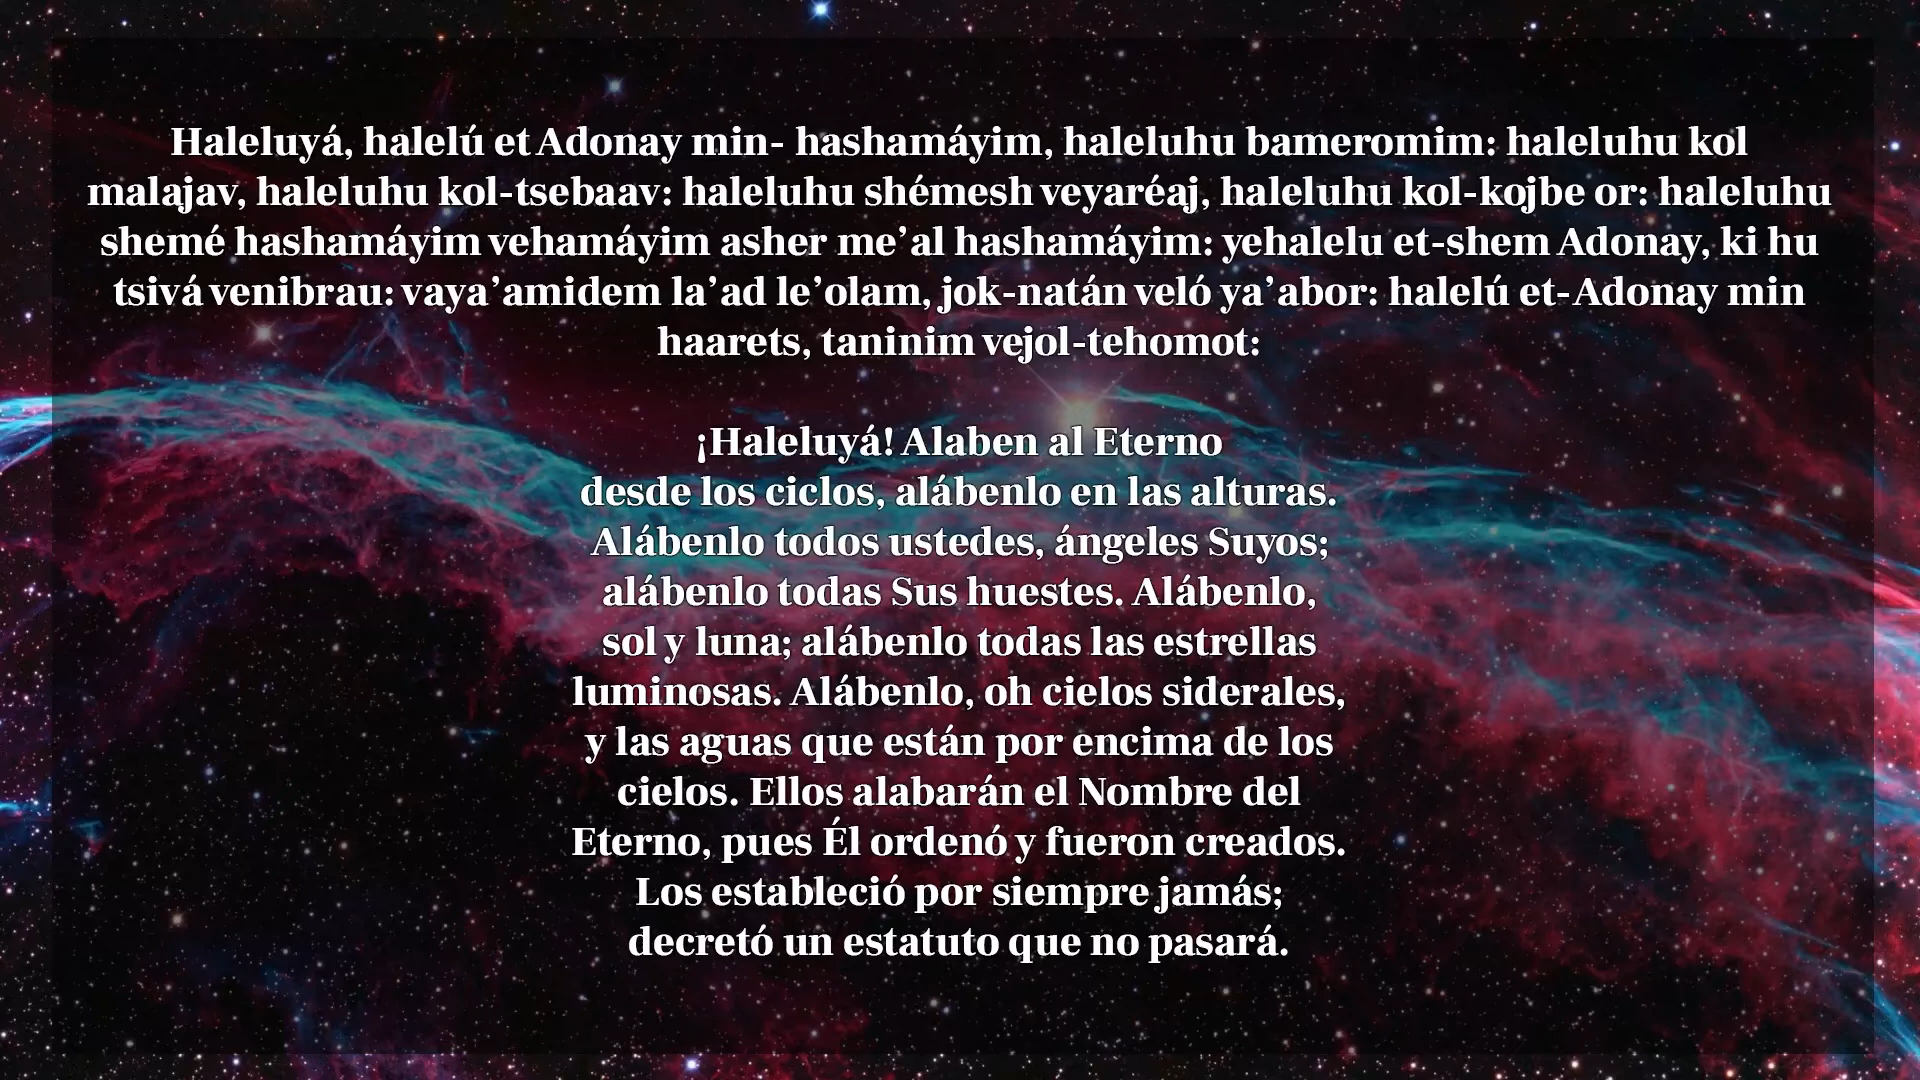 Haleluyá, halelú et Adonay min- hashamáyim, haleluhu bameromim: haleluhu kol
malajav, haleluhu kol-tsebaav: haleluhu shémesh veyaréaj, haleluhu kol-kojbe or: haleluhu
shemé hashamáyim vehamáyim asher me’al hashamáyim: yehalelu et-shem Adonay, ki hu
tsivá venibrau: vaya’amidem la’ad le’olam, jok-natán veló ya’abor: halelú et-Adonay min
haarets, taninim vejol-tehomot:
¡Haleluyá! Alaben al Eterno
desde los ciclos, alábenlo en las alturas.
Alábenlo todos ustedes, ángeles Suyos;
alábenlo todas Sus huestes. Alábenlo,
sol y luna; alábenlo todas las estrellas
luminosas. Alábenlo, oh cielos siderales,
y las aguas que están por encima de los
cielos. Ellos alabarán el Nombre del
Eterno, pues Él ordenó y fueron creados.
Los estableció por siempre jamás;
decretó un estatuto que no pasará.